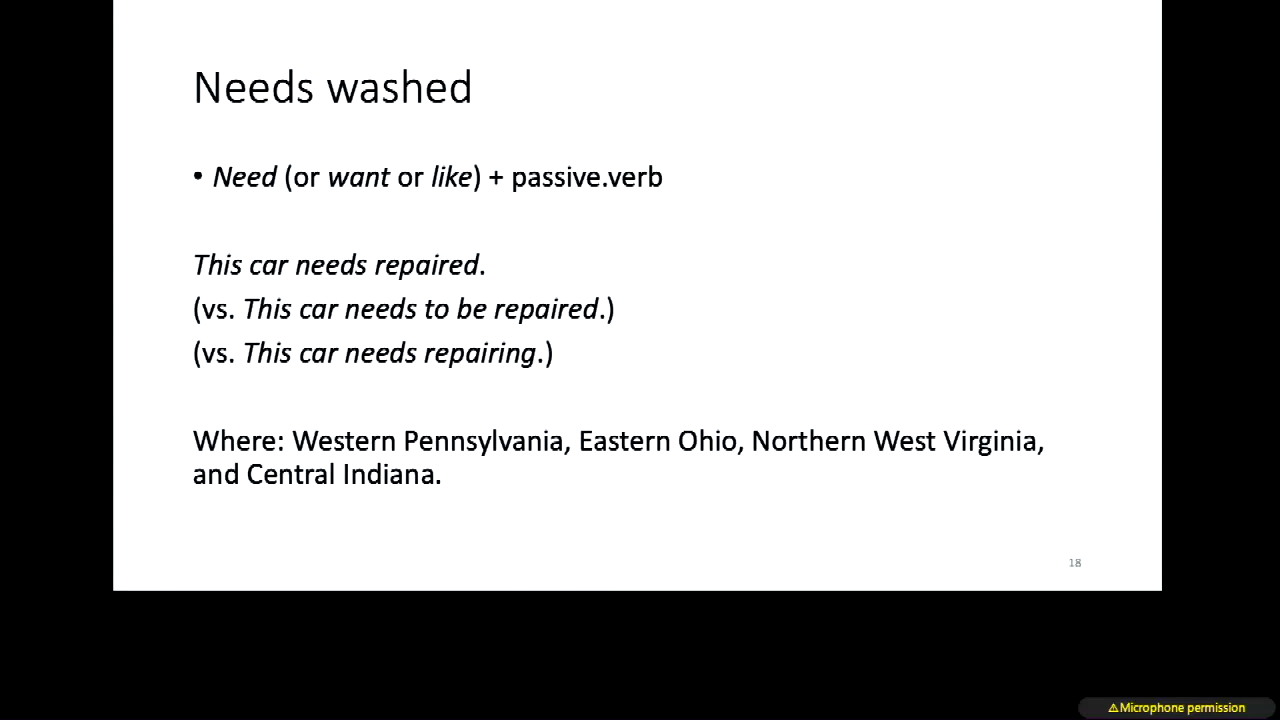 Needs washed
• Need (or want or like) + passive.verb
This car needs repaired.
(vs. This car needs to be repaired.)
(vs. This car needs repairing.)
Where: Western Pennsylvania, Eastern Ohio, Northern West Virginia,
and Central Indiana.
18
⚠Microphone permission